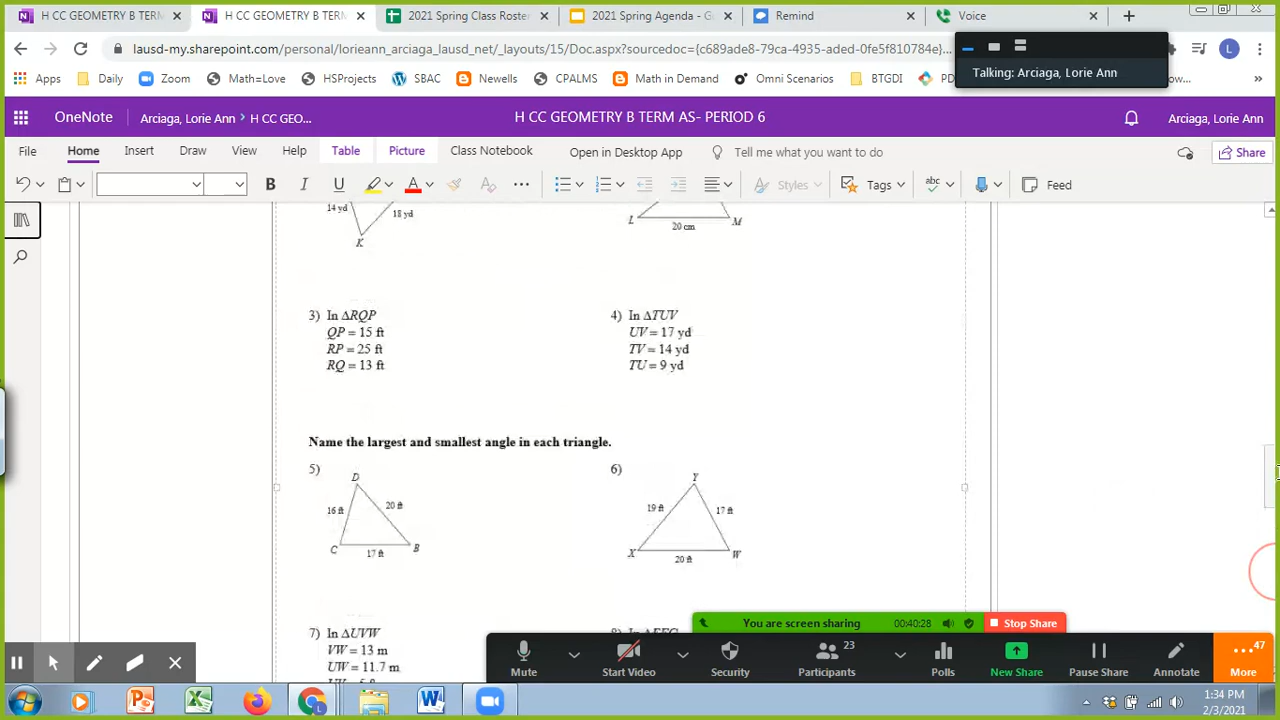 H CC GEOMETRY B TERM
H CC GEOMETRY B TERM AS
2021 Spring Class Roster
2021 Spring Agenda - G
Remind
Voice
lausd-my.sharepoint.com/personal/lorieann_arciaga_lausd_net/_layouts/15/Doc.aspx?sourcedoc={c689ade8-79ca-4935-aded-0fe5f810784e}...
L
Talking: Arciaga, Lorie Ann
Apps Daily Zoom Math=Love HSProjects SBAC Newells CPALMS Math in Demand Omni Scenarios BTGDI
OneNote Arciaga, Lorie Ann > H CC GEO...
H CC GEOMETRY B TERM AS- PERIOD 6
Arciaga, Lorie Ann
File Home Insert Draw View Help Table Picture Class Notebook Open in Desktop App Tell me what you want to do Share
B I U A Styles Tags abc Feed
14 yd
18 yd
K
L
M
20 cm
3) In ΔRQP
QP = 15 ft
RP = 25 ft
RQ = 13 ft
4) In ΔTUV
UV = 17 yd
TV = 14 yd
TU = 9 yd
Name the largest and smallest angle in each triangle.
5)
D
16 ft
20 ft
C
17 ft
B
6)
Y
19 ft
17 ft
X
20 ft
W
7) In ΔUVW
VW = 13 m
UW = 11.7 m
You are screen sharing
00:40:28
Stop Share
Mute
Start Video
Security
23
Participants
Polls
New Share
Pause Share
Annotate
47
More
1:34 PM
2/3/2021